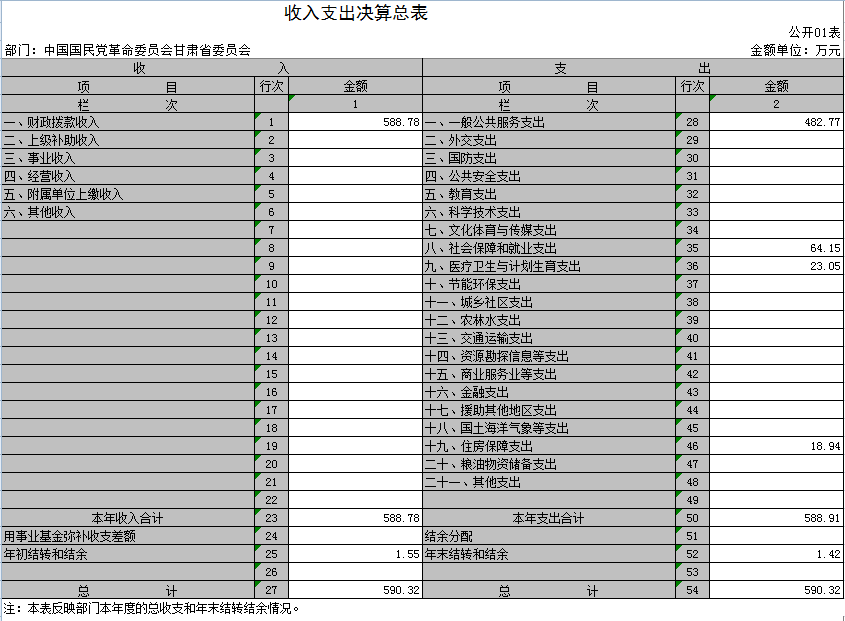 收入支出决算总表
公开01表
部门：中国国民党革命委员会甘肃省委员会 金额单位：万元
收 入 支 出
项 目 行次 金额 项 目 行次 金额
栏 次 1 栏 次 2
一、财政拨款收入 1 588.78 一、一般公共服务支出 28 482.77
二、上级补助收入 2 二、外交支出 29
三、事业收入 3 三、国防支出 30
四、经营收入 4 四、公共安全支出 31
五、附属单位上缴收入 5 五、教育支出 32
六、其他收入 6 六、科学技术支出 33
7 七、文化体育与传媒支出 34
8 八、社会保障和就业支出 35 64.15
9 九、医疗卫生与计划生育支出 36 23.05
10 十、节能环保支出 37
11 十一、城乡社区支出 38
12 十二、农林水支出 39
13 十三、交通运输支出 40
14 十四、资源勘探信息等支出 41
15 十五、商业服务业等支出 42
16 十六、金融支出 43
17 十七、援助其他地区支出 44
18 十八、国土海洋气象等支出 45
19 十九、住房保障支出 46 18.94
20 二十、粮油物资储备支出 47
21 二十一、其他支出 48
22 49
本年收入合计 23 588.78 本年支出合计 50 588.91
用事业基金弥补收支差额 24 结余分配 51
年初结转和结余 25 1.55 年末结转和结余 52 1.42
26 53
总 计 27 590.32 总 计 54 590.32
注：本表反映部门本年度的总收支和年末结转结余情况。